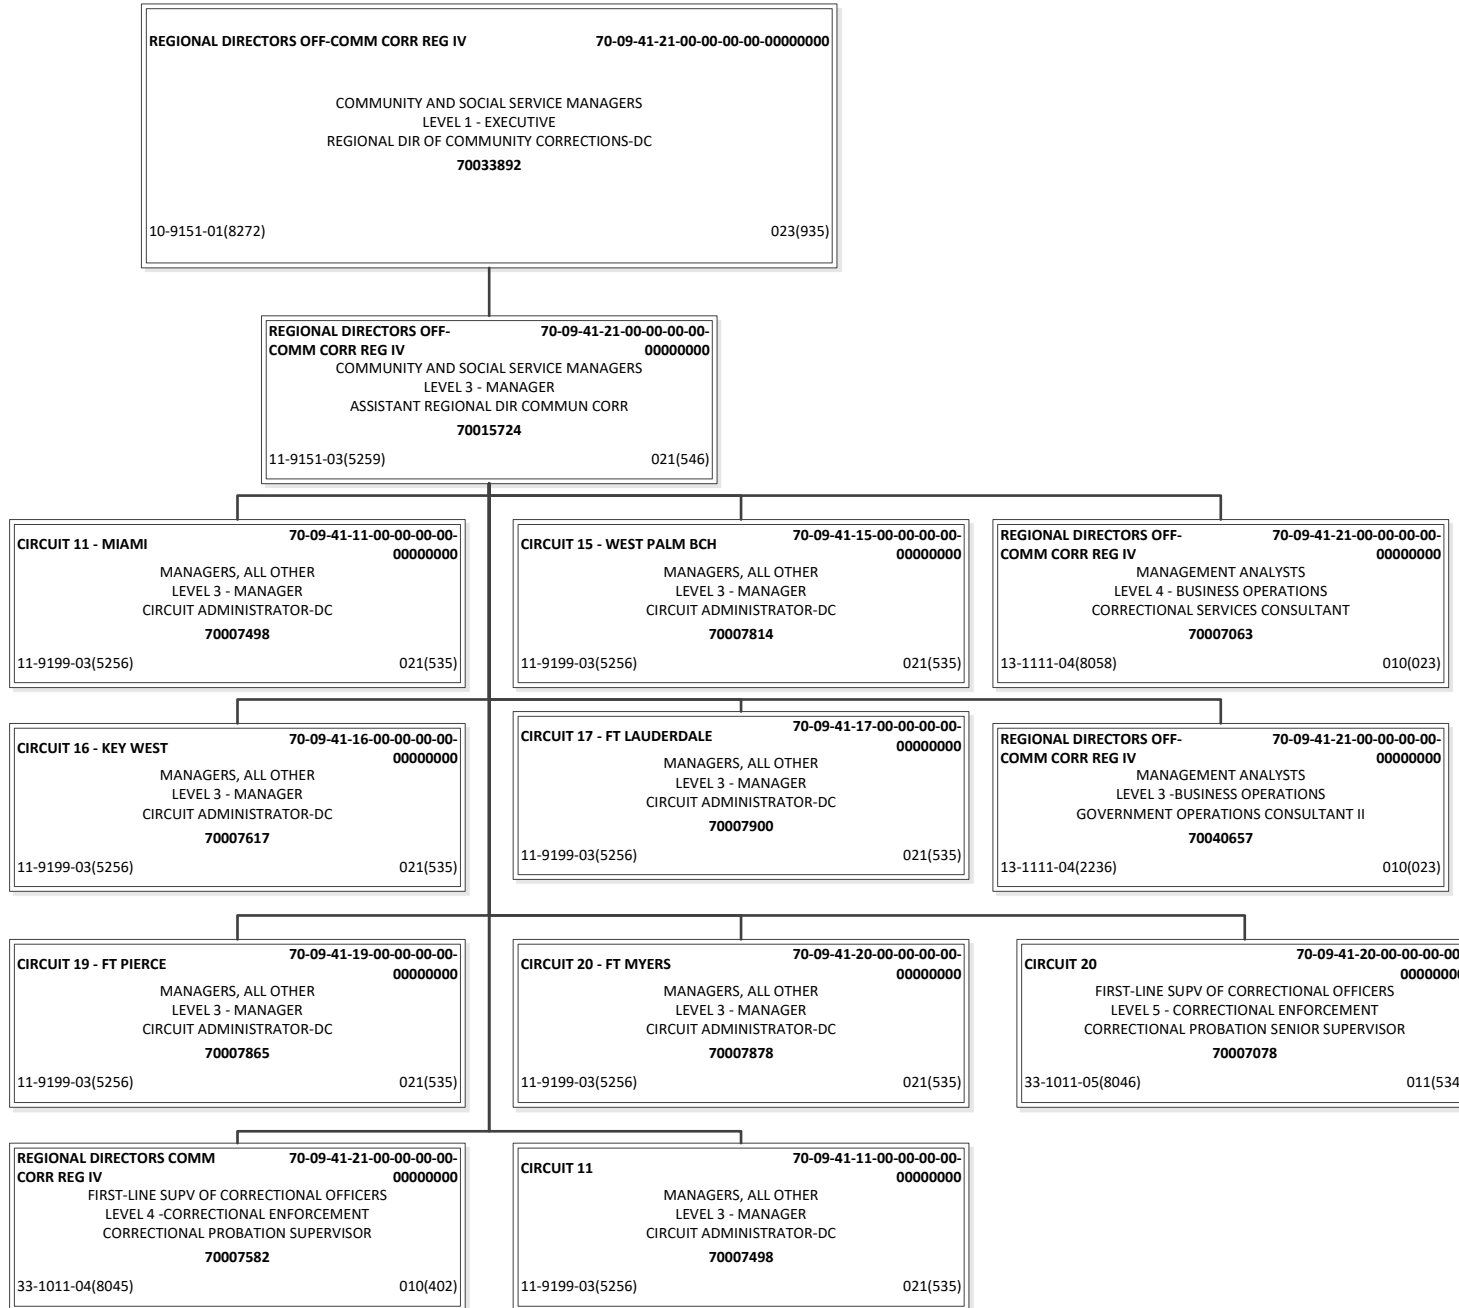 REGIONAL DIRECTORS OFF-COMM CORR REG IV 70-09-41-21-00-00-00-00-00000000
COMMUNITY AND SOCIAL SERVICE MANAGERS
LEVEL 1 - EXECUTIVE
REGIONAL DIR OF COMMUNITY CORRECTIONS-DC
70033892
10-9151-01(8272) 023(935)
REGIONAL DIRECTORS OFF- 70-09-41-21-00-00-00-00-
COMM CORR REG IV 00000000
COMMUNITY AND SOCIAL SERVICE MANAGERS
LEVEL 3 - MANAGER
ASSISTANT REGIONAL DIR COMMUN CORR
70015724
11-9151-03(5259) 021(546)
CIRCUIT 11 - MIAMI 70-09-41-11-00-00-00-00-
00000000
MANAGERS, ALL OTHER
LEVEL 3 - MANAGER
CIRCUIT ADMINISTRATOR-DC
70007498
11-9199-03(5256) 021(535)
CIRCUIT 15 - WEST PALM BCH 70-09-41-15-00-00-00-00-
00000000
MANAGERS, ALL OTHER
LEVEL 3 - MANAGER
CIRCUIT ADMINISTRATOR-DC
70007814
11-9199-03(5256) 021(535)
REGIONAL DIRECTORS OFF- 70-09-41-21-00-00-00-00-
COMM CORR REG IV 00000000
MANAGEMENT ANALYSTS
LEVEL 4 - BUSINESS OPERATIONS
CORRECTIONAL SERVICES CONSULTANT
70007063
13-1111-04(8058) 010(023)
CIRCUIT 16 - KEY WEST 70-09-41-16-00-00-00-00-
00000000
MANAGERS, ALL OTHER
LEVEL 3 - MANAGER
CIRCUIT ADMINISTRATOR-DC
70007617
11-9199-03(5256) 021(535)
CIRCUIT 17 - FT LAUDERDALE 70-09-41-17-00-00-00-00-
00000000
MANAGERS, ALL OTHER
LEVEL 3 - MANAGER
CIRCUIT ADMINISTRATOR-DC
70007900
11-9199-03(5256) 021(535)
REGIONAL DIRECTORS OFF- 70-09-41-21-00-00-00-00-
COMM CORR REG IV 00000000
MANAGEMENT ANALYSTS
LEVEL 3 -BUSINESS OPERATIONS
GOVERNMENT OPERATIONS CONSULTANT II
70040657
13-1111-04(2236) 010(023)
CIRCUIT 19 - FT PIERCE 70-09-41-19-00-00-00-00-
00000000
MANAGERS, ALL OTHER
LEVEL 3 - MANAGER
CIRCUIT ADMINISTRATOR-DC
70007865
11-9199-03(5256) 021(535)
CIRCUIT 20 - FT MYERS 70-09-41-20-00-00-00-00-
00000000
MANAGERS, ALL OTHER
LEVEL 3 - MANAGER
CIRCUIT ADMINISTRATOR-DC
70007878
11-9199-03(5256) 021(535)
CIRCUIT 20 70-09-41-20-00-00-00-00
0000000
FIRST-LINE SUPV OF CORRECTIONAL OFFICERS
LEVEL 5 - CORRECTIONAL ENFORCEMENT
CORRECTIONAL PROBATION SENIOR SUPERVISOR
70007078
33-1011-05(8046) 011(534
REGIONAL DIRECTORS COMM 70-09-41-21-00-00-00-00-
CORR REG IV 00000000
FIRST-LINE SUPV OF CORRECTIONAL OFFICERS
LEVEL 4 -CORRECTIONAL ENFORCEMENT
CORRECTIONAL PROBATION SUPERVISOR
70007582
33-1011-04(8045) 010(402)
CIRCUIT 11 70-09-41-11-00-00-00-00-
00000000
MANAGERS, ALL OTHER
LEVEL 3 - MANAGER
CIRCUIT ADMINISTRATOR-DC
70007498
11-9199-03(5256) 021(535)